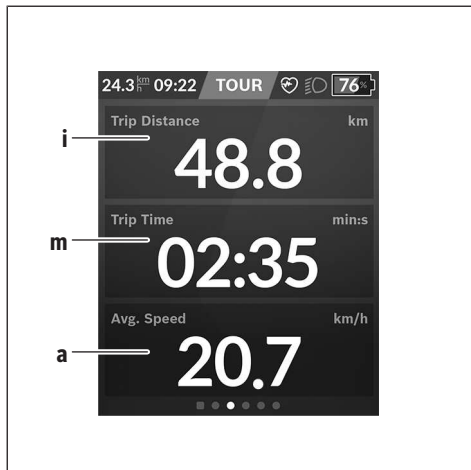 24.3 km/h 09:22 TOUR 76%
Trip Distance km
i
48.8
Trip Time min:s
m
02:35
Avg. Speed km/h
a
20.7